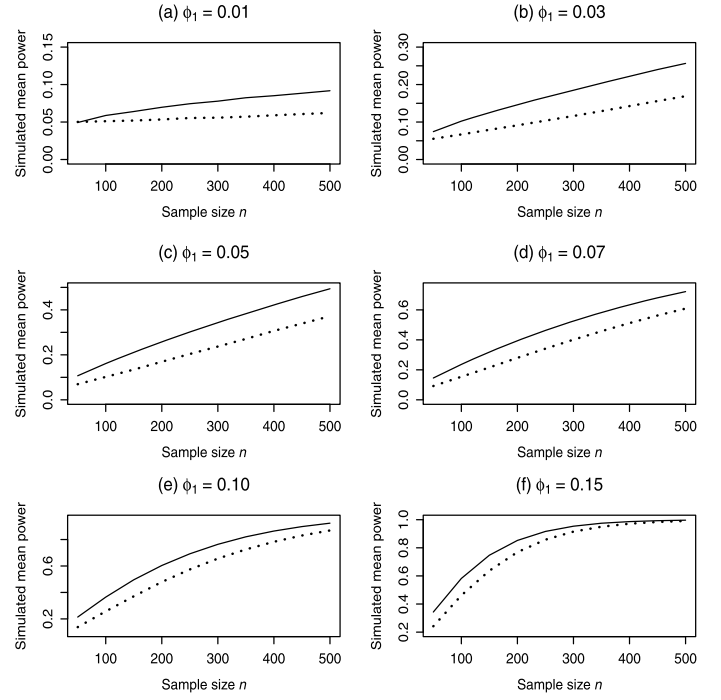 (a) ϕ1 = 0.01
Simulated mean power
0.00 0.05 0.10 0.15
100 200 300 400 500
Sample size n
(b) ϕ1 = 0.03
Simulated mean power
0.00 0.10 0.20 0.30
100 200 300 400 500
Sample size n
(c) ϕ1 = 0.05
Simulated mean power
0.0 0.2 0.4
100 200 300 400 500
Sample size n
(d) ϕ1 = 0.07
Simulated mean power
0.0 0.2 0.4 0.6
100 200 300 400 500
Sample size n
(e) ϕ1 = 0.10
Simulated mean power
0.2 0.6
100 200 300 400 500
Sample size n
(f) ϕ1 = 0.15
Simulated mean power
0.2 0.4 0.6 0.8 1.0
100 200 300 400 500
Sample size n